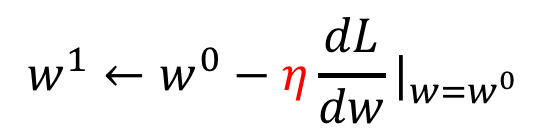 w¹ ← w⁰ − η dL/dw |w=w⁰